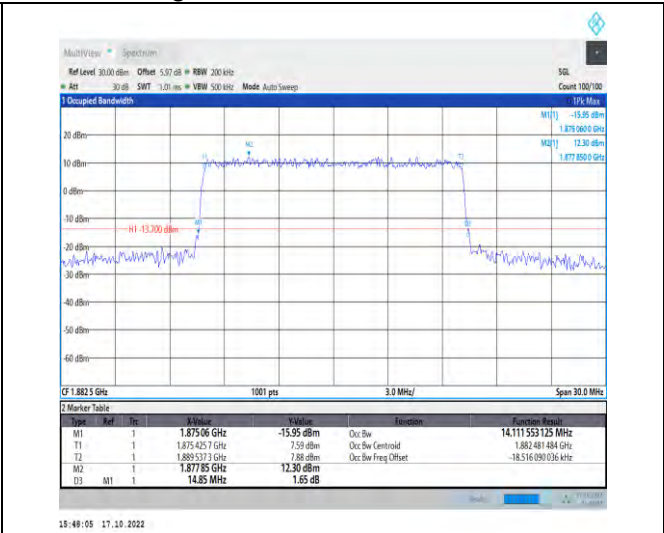 MultiView Spectrum
Ref Level 30.00 dBm Offset 5.97 dB RBW 200 kHz SGL
Att 30 dB SWT 1.01 ms VBW 500 kHz Mode Auto Sweep Count 100/100
1 Occupied Bandwidth 1Pk Max
M1[1] -15.95 dBm
1.875 060 0 GHz
M2[1] 12.30 dBm
1.877 850 0 GHz
20 dBm
M2
T1
T2
10 dBm
0 dBm
-10 dBm
H1 -13.700 dBm
M1
D3
-20 dBm
-30 dBm
-40 dBm
-50 dBm
-60 dBm
CF 1.882 5 GHz 1001 pts 3.0 MHz/ Span 30.0 MHz
2 Marker Table
Type Ref Trc X-Value Y-Value Function Function Result
M1 1 1.875 06 GHz -15.95 dBm Occ Bw 14.111 553 125 MHz
T1 1 1.875 425 7 GHz 7.59 dBm Occ Bw Centroid 1.882 481 484 GHz
T2 1 1.889 537 3 GHz 7.88 dBm Occ Bw Freq Offset -18.516 090 036 kHz
M2 1 1.877 85 GHz 12.30 dBm
D3 M1 1 14.85 MHz 1.65 dB
15:48:05 17.10.2022